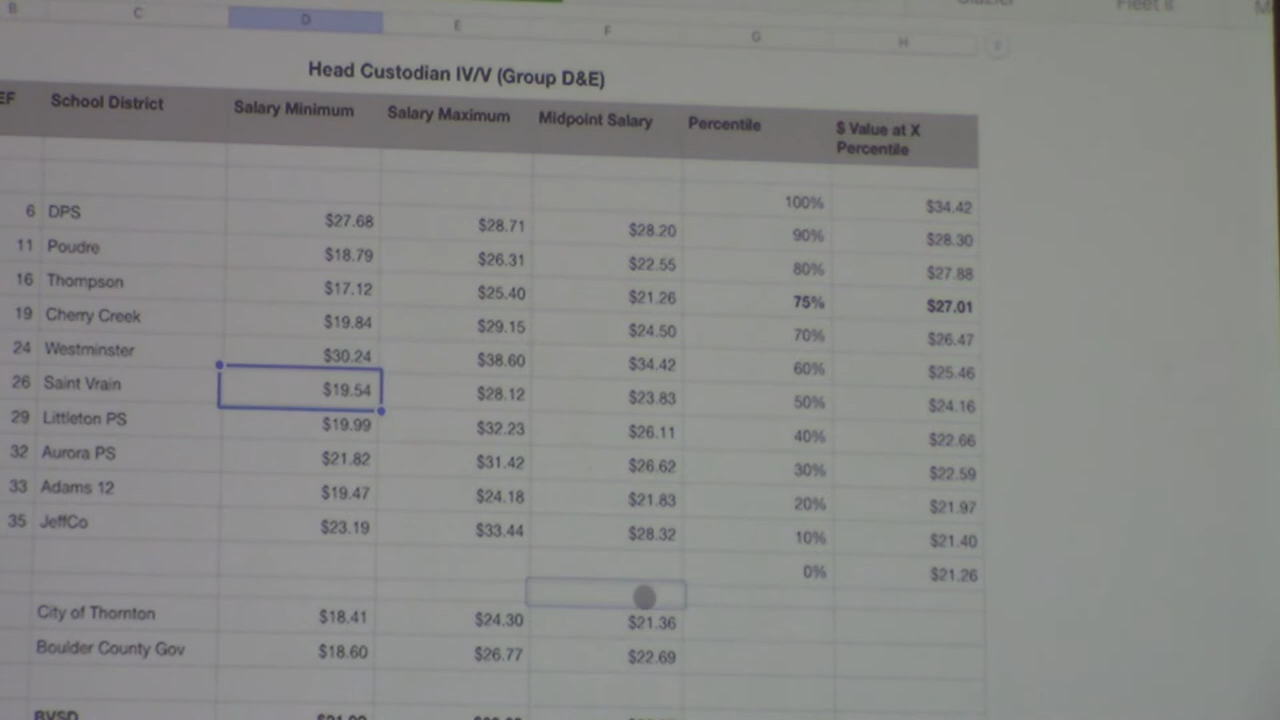 Fleet II
B C D E F G H
Head Custodian IV/V (Group D&E)
EF School District Salary Minimum Salary Maximum Midpoint Salary Percentile $ Value at X Percentile
100% $34.42
6 DPS $27.68 $28.71 $28.20 90% $28.30
11 Poudre $18.79 $26.31 $22.55 80% $27.88
16 Thompson $17.12 $25.40 $21.26 75% $27.01
19 Cherry Creek $19.84 $29.15 $24.50 70% $26.47
24 Westminster $30.24 $38.60 $34.42 60% $25.46
26 Saint Vrain $19.54 $28.12 $23.83 50% $24.16
29 Littleton PS $19.99 $32.23 $26.11 40% $22.66
32 Aurora PS $21.82 $31.42 $26.62 30% $22.59
33 Adams 12 $19.47 $24.18 $21.83 20% $21.97
35 JeffCo $23.19 $33.44 $28.32 10% $21.40
0% $21.26
City of Thornton $18.41 $24.30 $21.36
Boulder County Gov $18.60 $26.77 $22.69
BVSD